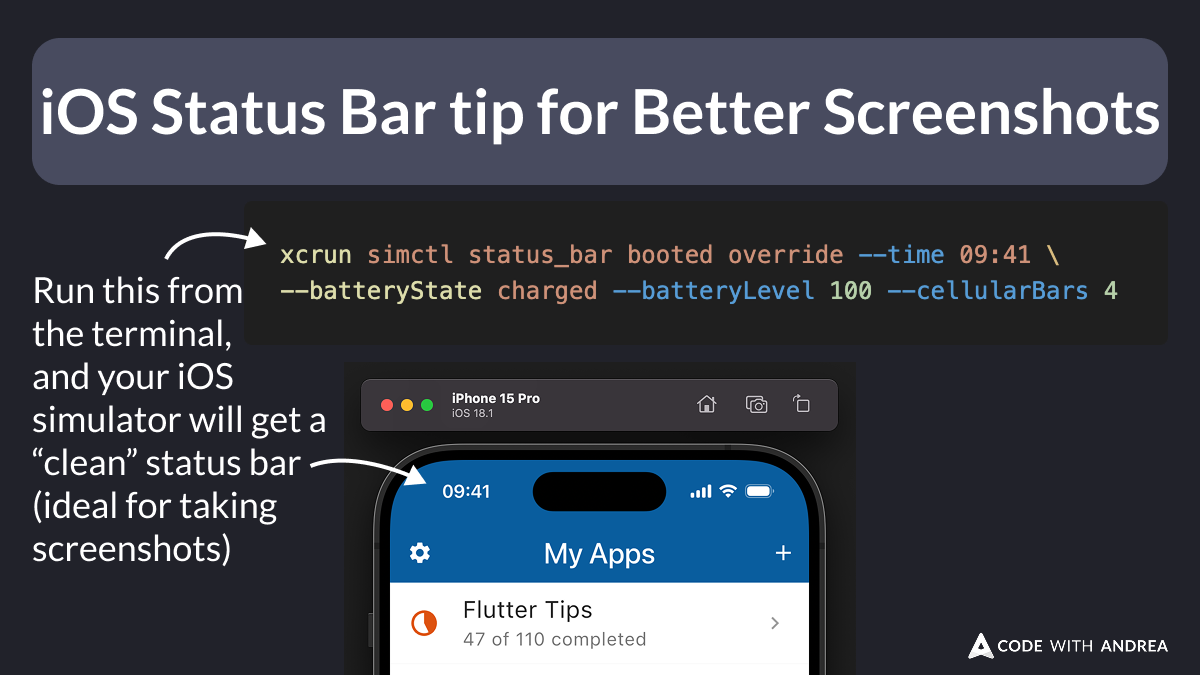 iOS Status Bar tip for Better Screenshots
xcrun simctl status_bar booted override --time 09:41 \
--batteryState charged --batteryLevel 100 --cellularBars 4
Run this from
the terminal,
and your iOS
simulator will get a
“clean” status bar
(ideal for taking
screenshots)
iPhone 15 Pro
iOS 18.1
09:41
My Apps
Flutter Tips
47 of 110 completed
CODE WITH ANDREA